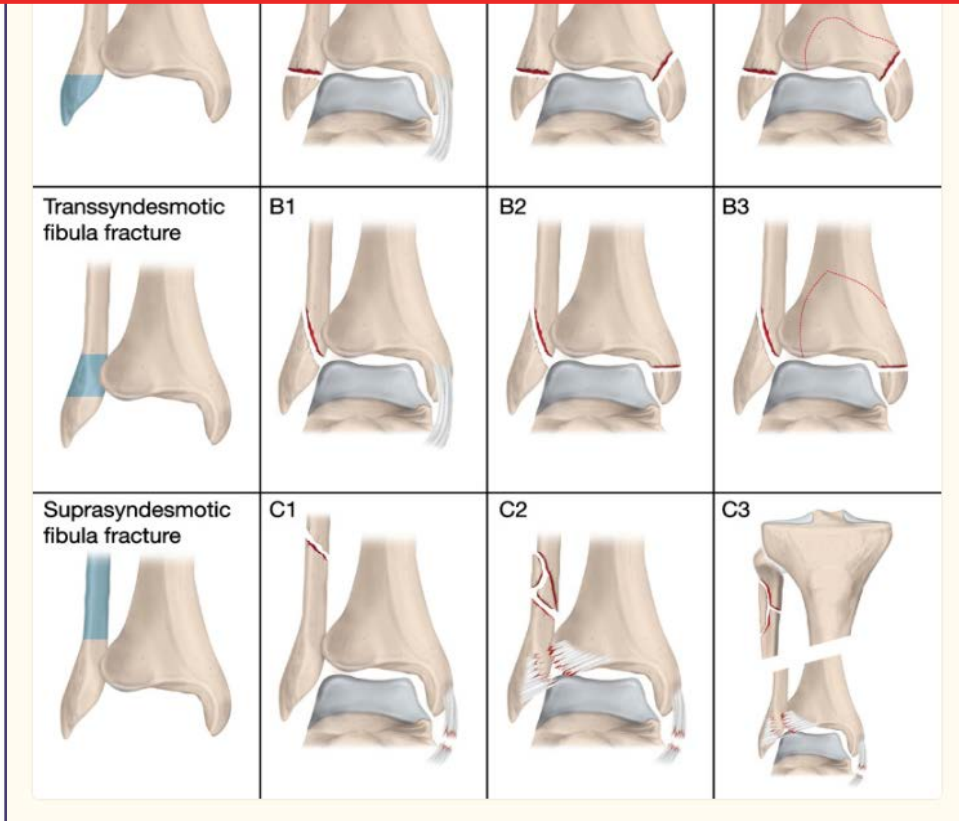 Transsyndesmotic
fibula fracture
B1
B2
B3
Suprasyndesmotic
fibula fracture
C1
C2
C3